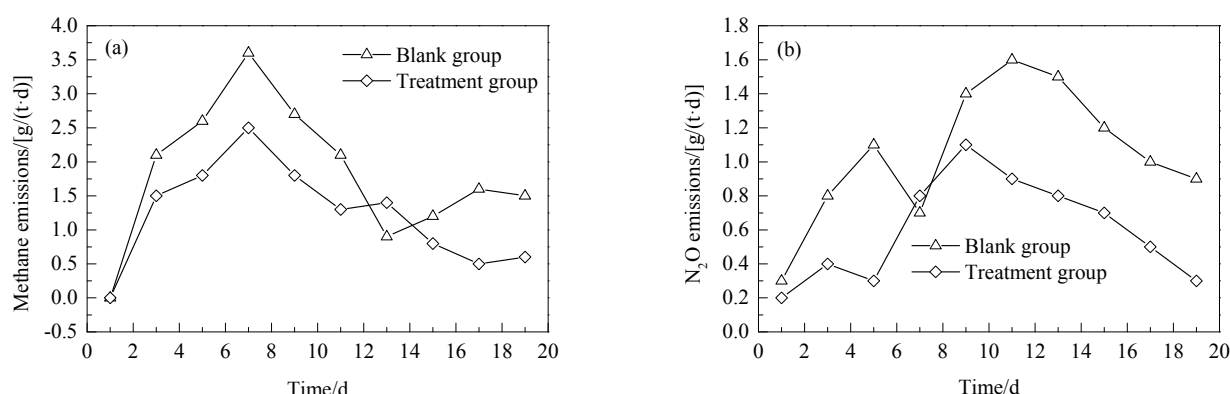 (a)
Blank group
Treatment group
Methane emissions/[g/(t·d)]
4.0
3.5
3.0
2.5
2.0
1.5
1.0
0.5
0.0
-0.5
0 2 4 6 8 10 12 14 16 18 20
Time/d
(b)
Blank group
Treatment group
N₂O emissions/[g/(t·d)]
1.8
1.6
1.4
1.2
1.0
0.8
0.6
0.4
0.2
0.0
0 2 4 6 8 10 12 14 16 18 20
Time/d